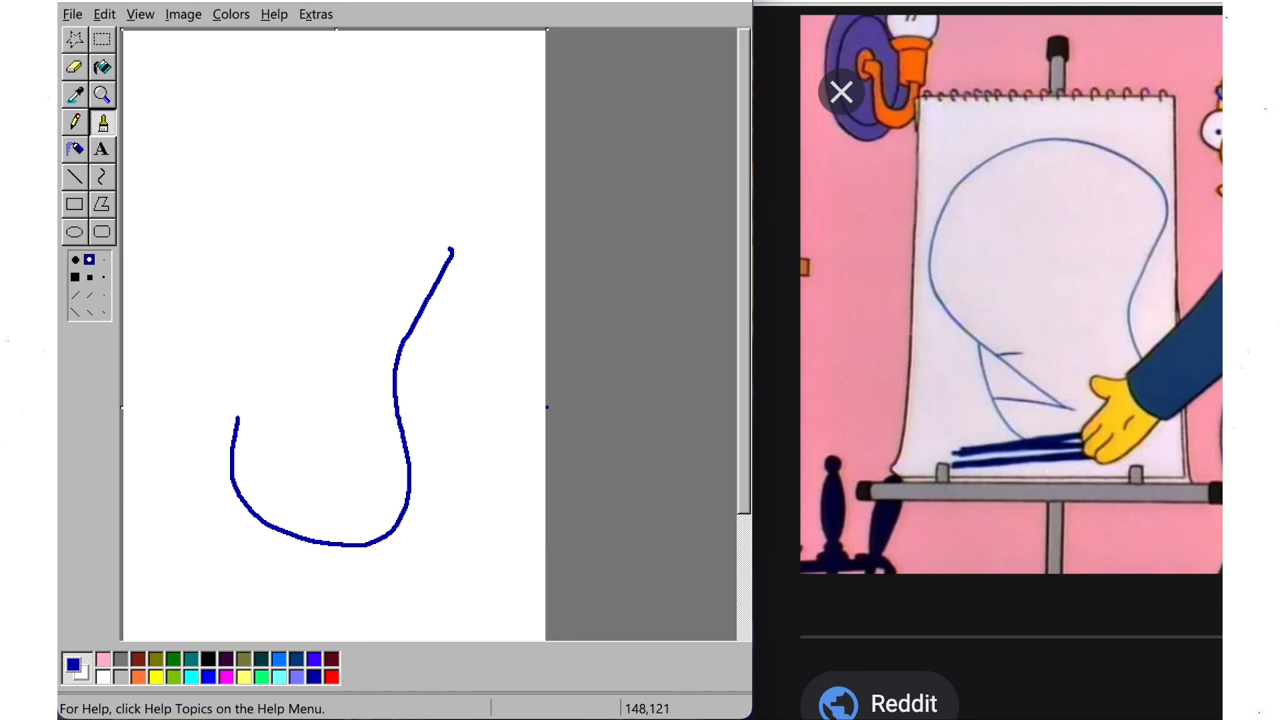 File Edit View Image Colors Help Extras
A
For Help, click Help Topics on the Help Menu.
148,121
Reddit